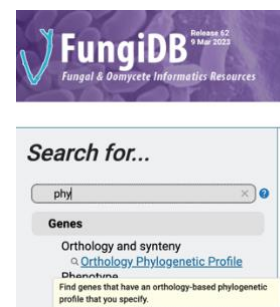 FungiDB
Release 62
9 Mar 2023
Fungal & Oomycete Informatics Resources
Search for...
phy
Genes
Orthology and synteny
Orthology Phylogenetic Profile
Phenotype
Find genes that have an orthology-based phylogenetic
profile that you specify.